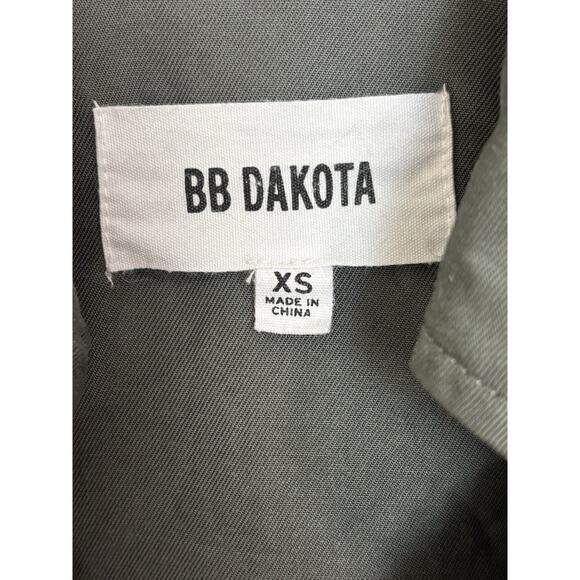 BB DAKOTA
XS
MADE IN
CHINA